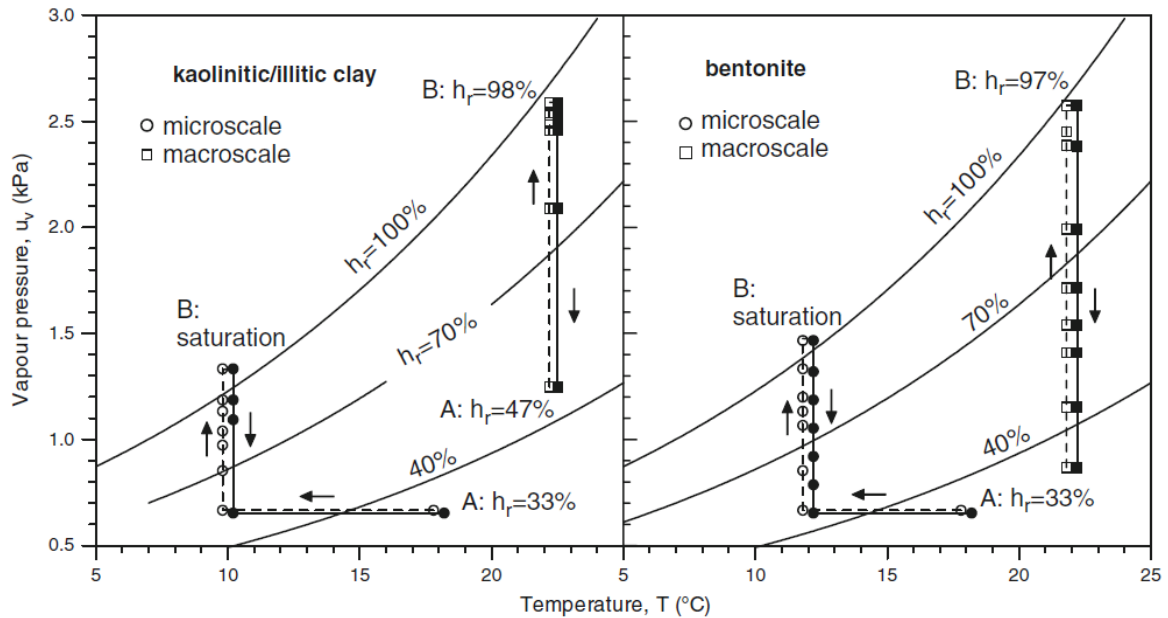 3.0
2.5
2.0
1.5
1.0
0.5
Vapour pressure, u_v (kPa)
kaolinitic/illitic clay
microscale
macroscale
B: h_r=98%
h_r=100%
h_r=70%
40%
B:
saturation
A: h_r=47%
A: h_r=33%
5
10
15
20
bentonite
microscale
macroscale
B: h_r=97%
h_r=100%
70%
40%
B:
saturation
A: h_r=33%
5
10
15
20
25
Temperature, T (°C)